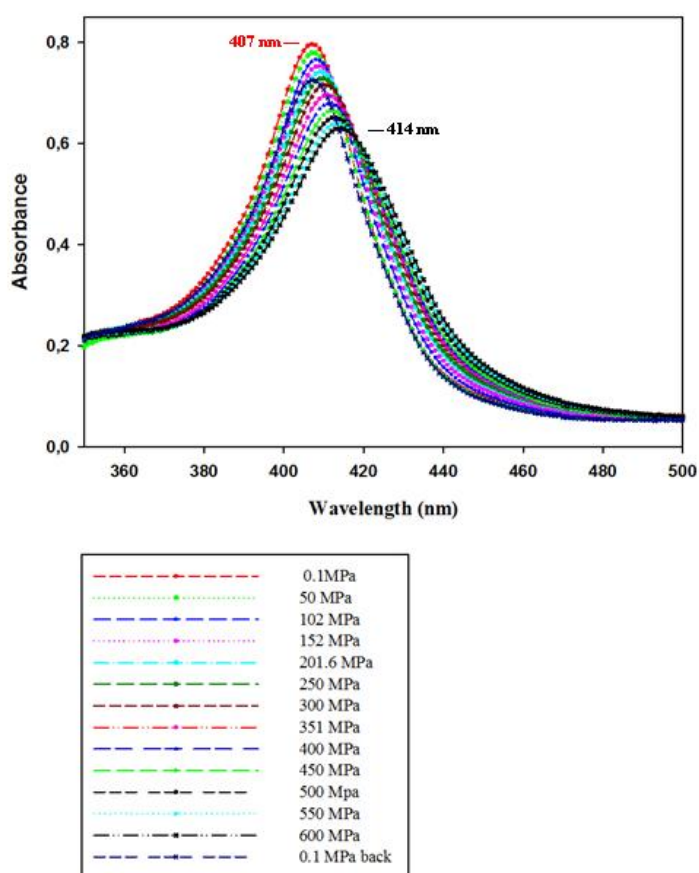 0,8
407 nm
0,6
414 nm
Absorbance
0,4
0,2
0,0
360 380 400 420 440 460 480 500
Wavelength (nm)
0.1MPa
50 MPa
102 MPa
152 MPa
201.6 MPa
250 MPa
300 MPa
351 MPa
400 MPa
450 MPa
500 Mpa
550 MPa
600 MPa
0.1 MPa back